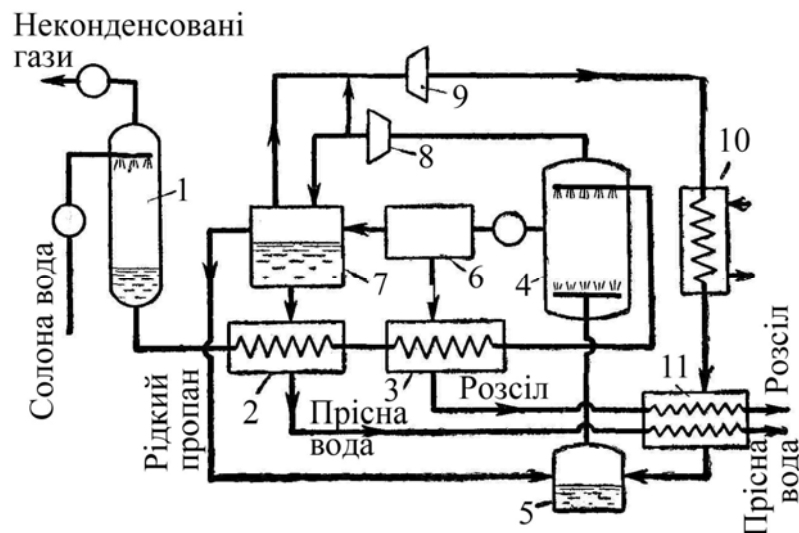 Неконденсовані
гази
1
Солона вода
9
8
10
7
6
4
2
3
Рідкий
пропан
Прісна
вода
Розсіл
11
5
Розсіл
Прісна
вода